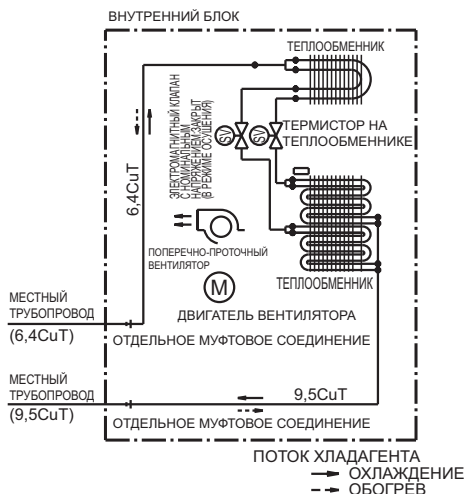 ВНУТРЕННИЙ БЛОК
ТЕПЛООБМЕННИК
ЭЛЕКТРОМАГНИТНЫЙ КЛАПАН
С НОМИНАЛЬНЫМ
НАПРЯЖЕНИЕМ:ЗАКРЫТ
(В РЕЖИМЕ ОСУШЕНИЯ)
SV
SV
ТЕРМИСТОР НА
ТЕПЛООБМЕННИКЕ
6,4CuT
ПОПЕРЕЧНО-ПРОТОЧНЫЙ
ВЕНТИЛЯТОР
ТЕПЛООБМЕННИК
M
ДВИГАТЕЛЬ ВЕНТИЛЯТОРА
МЕСТНЫЙ
ТРУБОПРОВОД
(6,4CuT)
ОТДЕЛЬНОЕ МУФТОВОЕ СОЕДИНЕНИЕ
МЕСТНЫЙ
ТРУБОПРОВОД
(9,5CuT)
9,5CuT
ОТДЕЛЬНОЕ МУФТОВОЕ СОЕДИНЕНИЕ
ПОТОК ХЛАДАГЕНТА
ОХЛАЖДЕНИЕ
ОБОГРЕВ